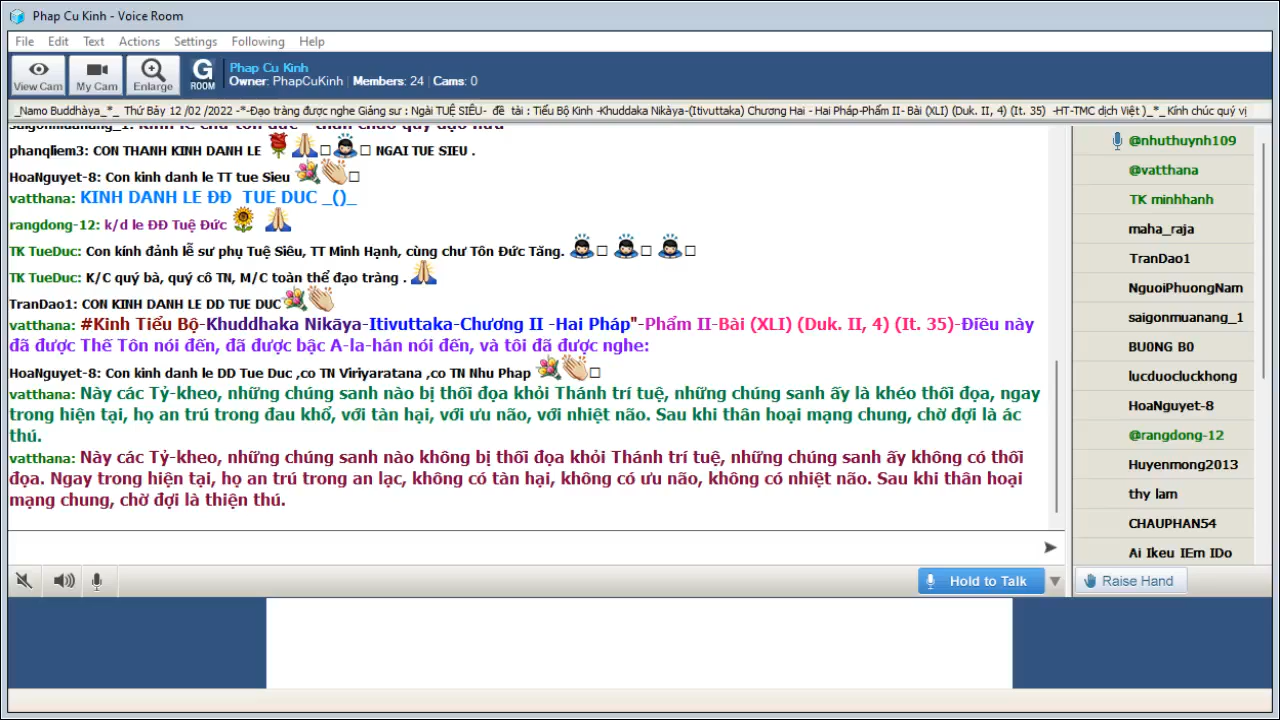 Phap Cu Kinh - Voice Room
File Edit Text Actions Settings Following Help
View Cam My Cam Enlarge G ROOM
Phap Cu Kinh
Owner: PhapCuKinh Members: 24 Cams: 0
_Namo Buddhàya_*_ Thứ Bảy 12 /02 /2022 -*-Đạo tràng được nghe Giảng sư : Ngài TUỆ SIÊU- đề tài : Tiểu Bộ Kinh -Khuddaka Nikàya-(Itivuttaka) Chương Hai - Hai Pháp-Phẩm II- Bài (XLI) (Duk. II, 4) (It. 35) -HT-TMC dịch Việt )_*_ Kính chúc quý vị
phanqliem3: CON THANH KINH DANH LE 🌹🙏□🙇□ NGAI TUE SIEU .
HoaNguyet-8: Con kinh danh le TT tue Sieu 💐👏□
vatthana: KINH DANH LE ĐĐ TUE DUC _()_
rangdong-12: k/d le ĐĐ Tuệ Đức 🌻 🙏
TK TueDuc: Con kính đảnh lễ sư phụ Tuệ Siêu, TT Minh Hạnh, cùng chư Tôn Đức Tăng. 🙇□ 🙇□ 🙇□
TK TueDuc: K/C quý bà, quý cô TN, M/C toàn thể đạo tràng . 🙏
TranDao1: CON KINH DANH LE DD TUE DUC💐👏
vatthana: #Kinh Tiểu Bộ-Khuddhaka Nikāya-Itivuttaka-Chương II -Hai Pháp"-Phẩm II-Bài (XLI) (Duk. II, 4) (It. 35)-Điều này
đã được Thế Tôn nói đến, đã được bậc A-la-hán nói đến, và tôi đã được nghe:
HoaNguyet-8: Con kinh danh le DD Tue Duc ,co TN Viriyaratana ,co TN Nhu Phap 💐👏□
vatthana: Này các Tỷ-kheo, những chúng sanh nào bị thối đọa khỏi Thánh trí tuệ, những chúng sanh ấy là khéo thối đọa, ngay
trong hiện tại, họ an trú trong đau khổ, với tàn hại, với ưu não, với nhiệt não. Sau khi thân hoại mạng chung, chờ đợi là ác
thú.
vatthana: Này các Tỷ-kheo, những chúng sanh nào không bị thối đọa khỏi Thánh trí tuệ, những chúng sanh ấy không có thối
đọa. Ngay trong hiện tại, họ an trú trong an lạc, không có tàn hại, không có ưu não, không có nhiệt não. Sau khi thân hoại
mạng chung, chờ đợi là thiện thú.
@nhuthuynh109
@vatthana
TK minhhanh
maha_raja
TranDao1
NguoiPhuongNam
saigonmuanang_1
BU0NG B0
lucduocluckhong
HoaNguyet-8
@rangdong-12
Huyenmong2013
thy lam
CHAUPHAN54
Ai Ikeu IEm IDo
Hold to Talk
Raise Hand